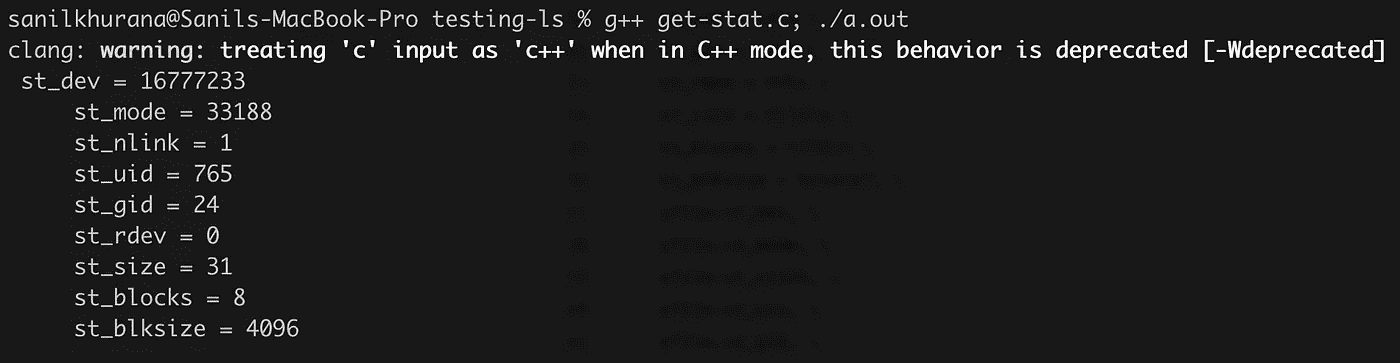 sanilkhurana@Sanils-MacBook-Pro testing-ls % g++ get-stat.c; ./a.out
clang: warning: treating 'c' input as 'c++' when in C++ mode, this behavior is deprecated [-Wdeprecated]
st_dev = 16777233
st_mode = 33188
st_nlink = 1
st_uid = 765
st_gid = 24
st_rdev = 0
st_size = 31
st_blocks = 8
st_blksize = 4096